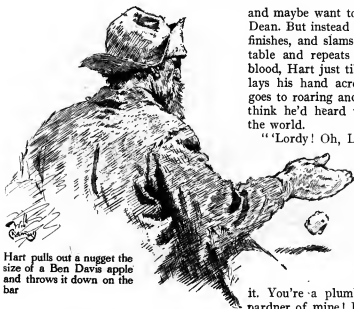 and maybe want to
Dean. But instead
finishes, and slams
table and repeats
blood, Hart just ti
lays his hand acr
goes to roaring and
think he'd heard
the world.
"'Lordy! Oh, L
Hart pulls out a nugget the
size of a Ben Davis apple
and throws it down on the
bar
it. You're a plum
pardner of mine!